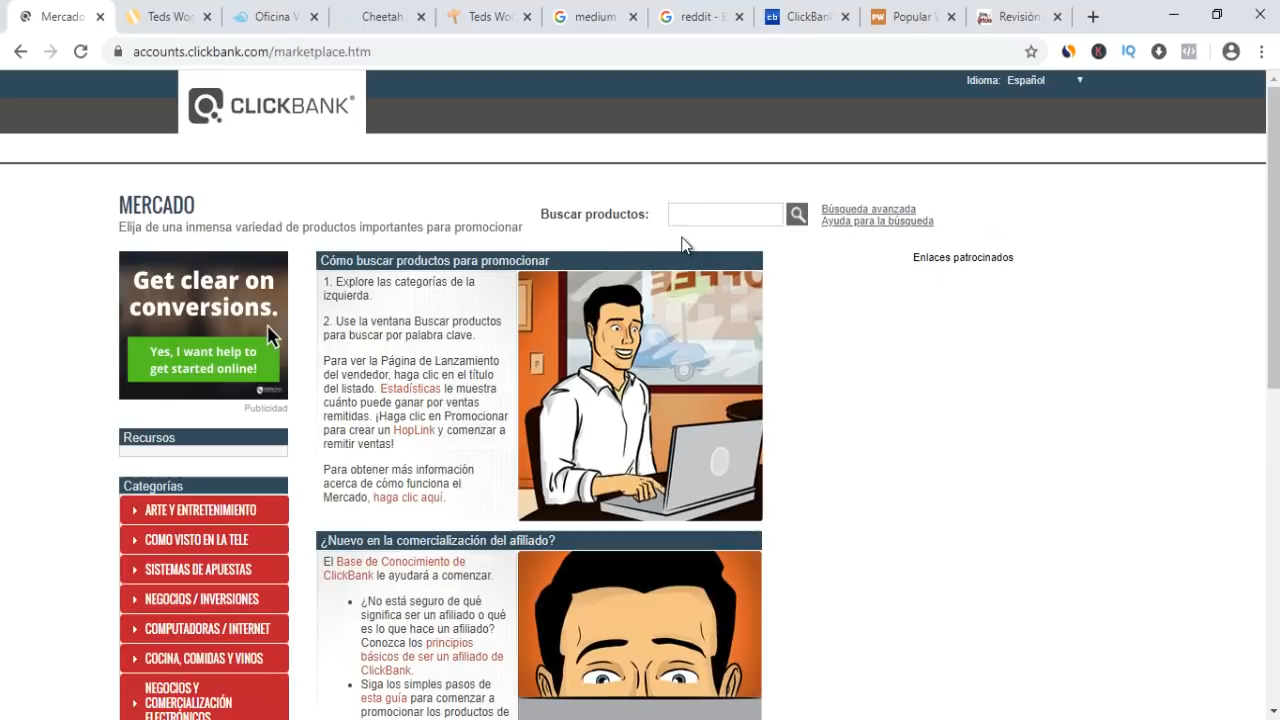 Mercado
Teds Woo
Oficina V
Cheetah
Teds Woo
medium
reddit - B
ClickBank
Popular W
Revisión
accounts.clickbank.com/marketplace.htm
Idioma: Español
CLICKBANK®
MERCADO
Elija de una inmensa variedad de productos importantes para promocionar
Buscar productos:
Búsqueda avanzada
Ayuda para la búsqueda
Enlaces patrocinados
Get clear on
conversions.
Yes, I want help to
get started online!
Publicidad
Recursos
Categorías
ARTE Y ENTRETENIMIENTO
COMO VISTO EN LA TELE
SISTEMAS DE APUESTAS
NEGOCIOS / INVERSIONES
COMPUTADORAS / INTERNET
COCINA, COMIDAS Y VINOS
NEGOCIOS Y
COMERCIALIZACIÓN
ELECTRÓNICOS
Cómo buscar productos para promocionar
1. Explore las categorías de la
izquierda.
2. Use la ventana Buscar productos
para buscar por palabra clave.
Para ver la Página de Lanzamiento
del vendedor, haga clic en el título
del listado. Estadísticas le muestra
cuánto puede ganar por ventas
remitidas. ¡Haga clic en Promocionar
para crear un HopLink y comenzar a
remitir ventas!
Para obtener más información
acerca de cómo funciona el
Mercado, haga clic aquí.
¿Nuevo en la comercialización del afiliado?
El Base de Conocimiento de
ClickBank le ayudará a comenzar.
• ¿No está seguro de què
significa ser un afiliado o qué
es lo que hace un afiliado?
Conozca los principios
básicos de ser un afiliado de
ClickBank.
• Siga los simples pasos de
esta guía para comenzar a
promocionar los productos de